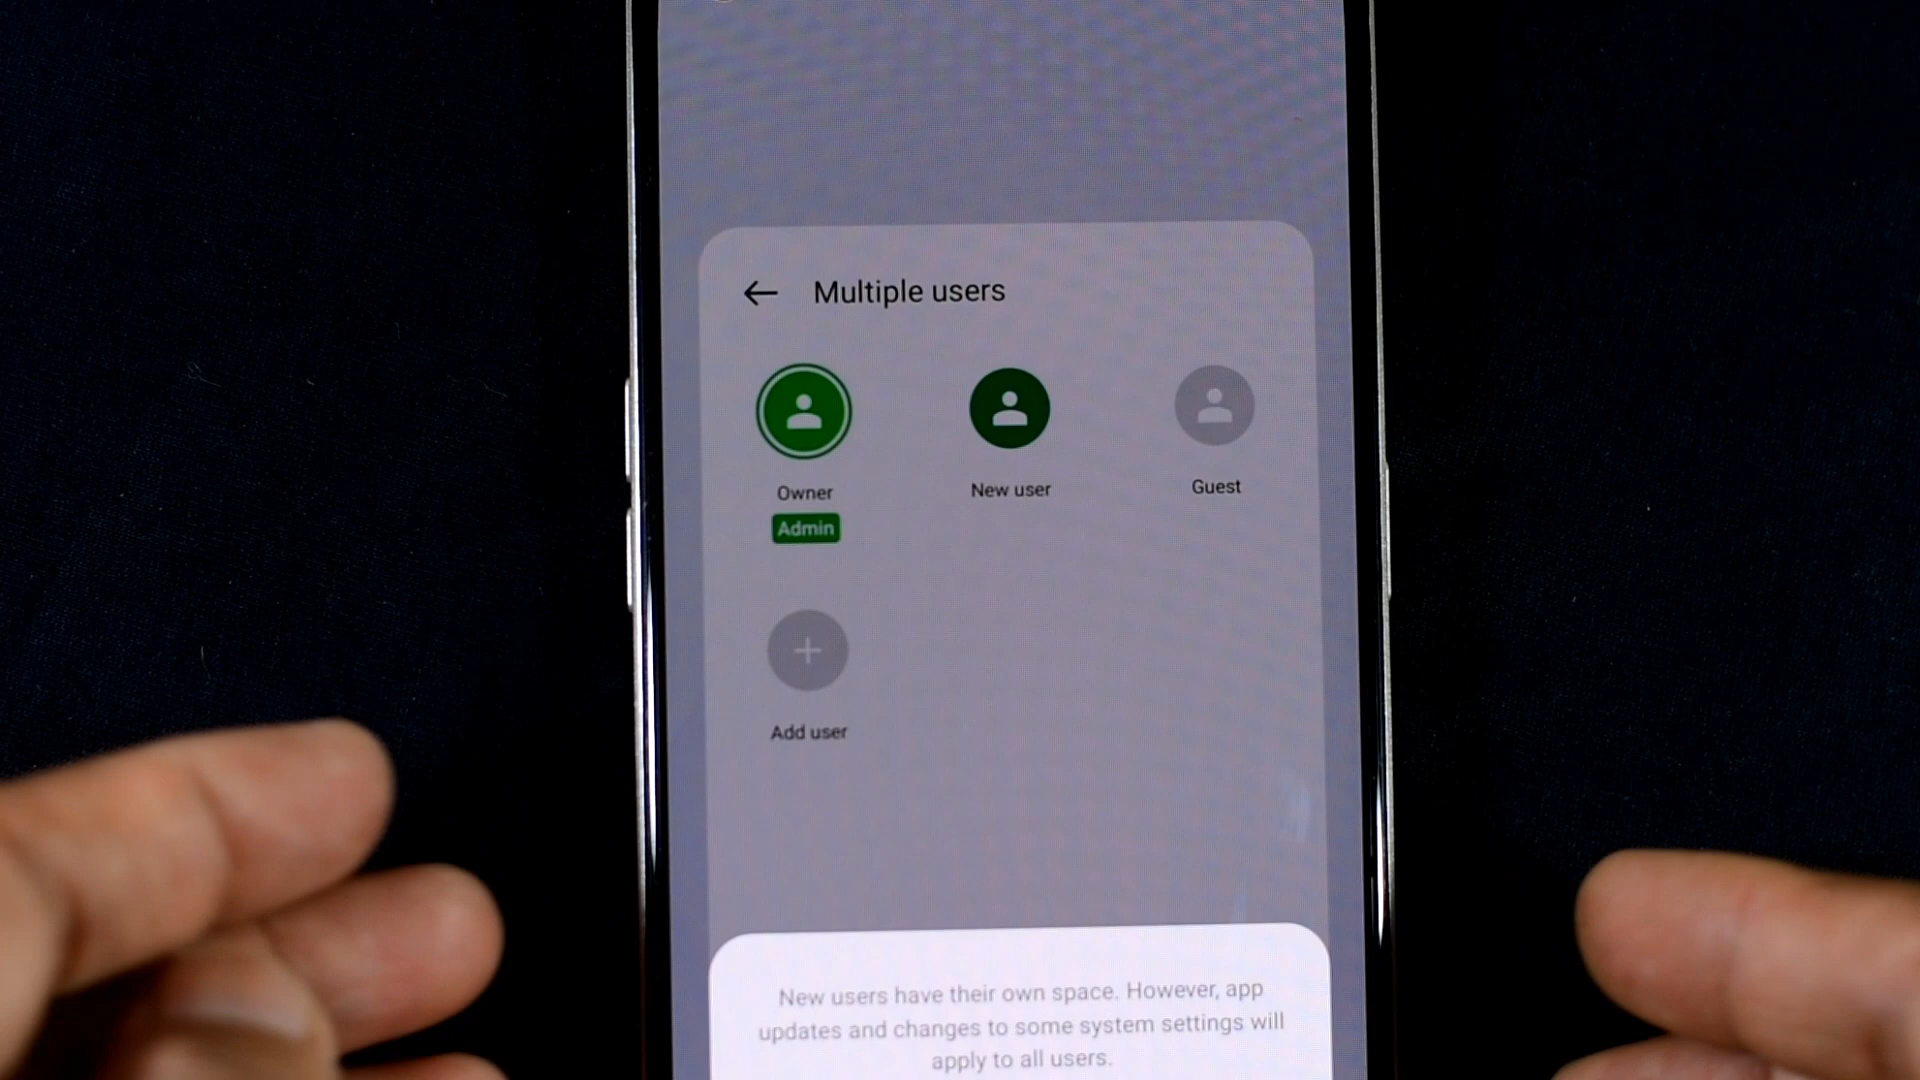 Multiple users
Owner
New user
Guest
Admin
Add user
New users have their own space. However, app
updates and changes to some system settings will
apply to all users.